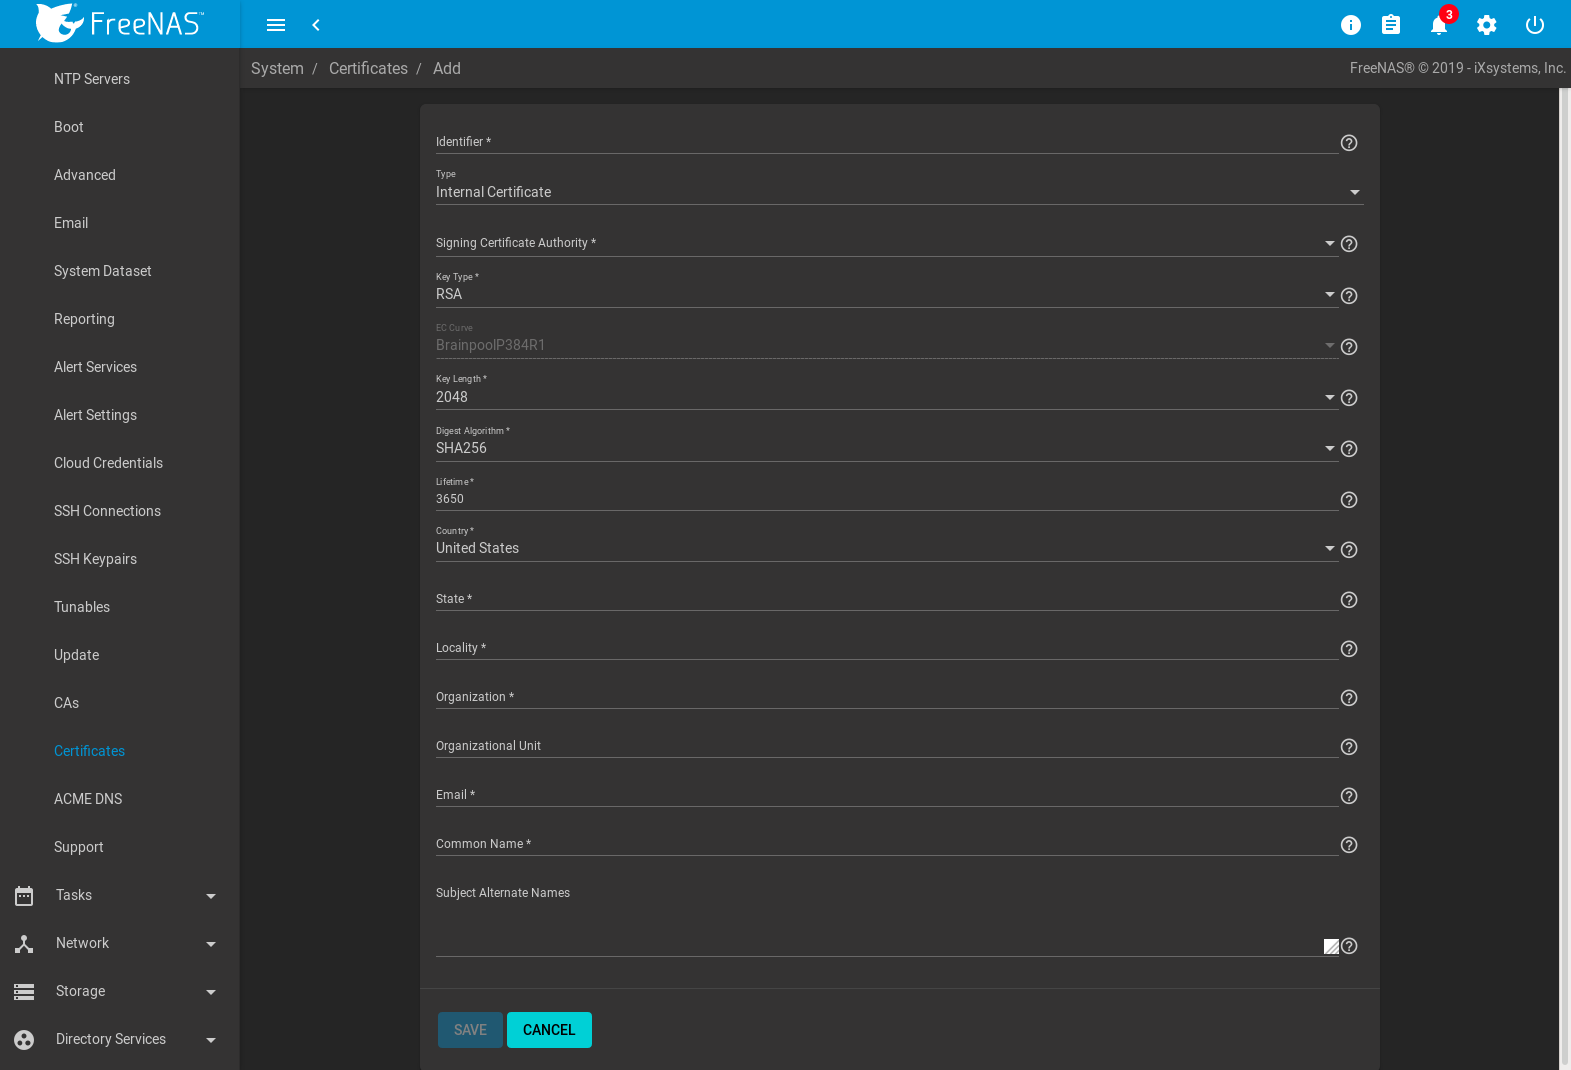 FreeNAS™
3
System / Certificates / Add
FreeNAS® © 2019 - iXsystems, Inc.
NTP Servers
Boot
Advanced
Email
System Dataset
Reporting
Alert Services
Alert Settings
Cloud Credentials
SSH Connections
SSH Keypairs
Tunables
Update
CAs
Certificates
ACME DNS
Support
Tasks
Network
Storage
Directory Services
Identifier *
Type
Internal Certificate
Signing Certificate Authority *
Key Type *
RSA
EC Curve
BrainpoolP384R1
Key Length *
2048
Digest Algorithm *
SHA256
Lifetime *
3650
Country *
United States
State *
Locality *
Organization *
Organizational Unit
Email *
Common Name *
Subject Alternate Names
SAVE CANCEL